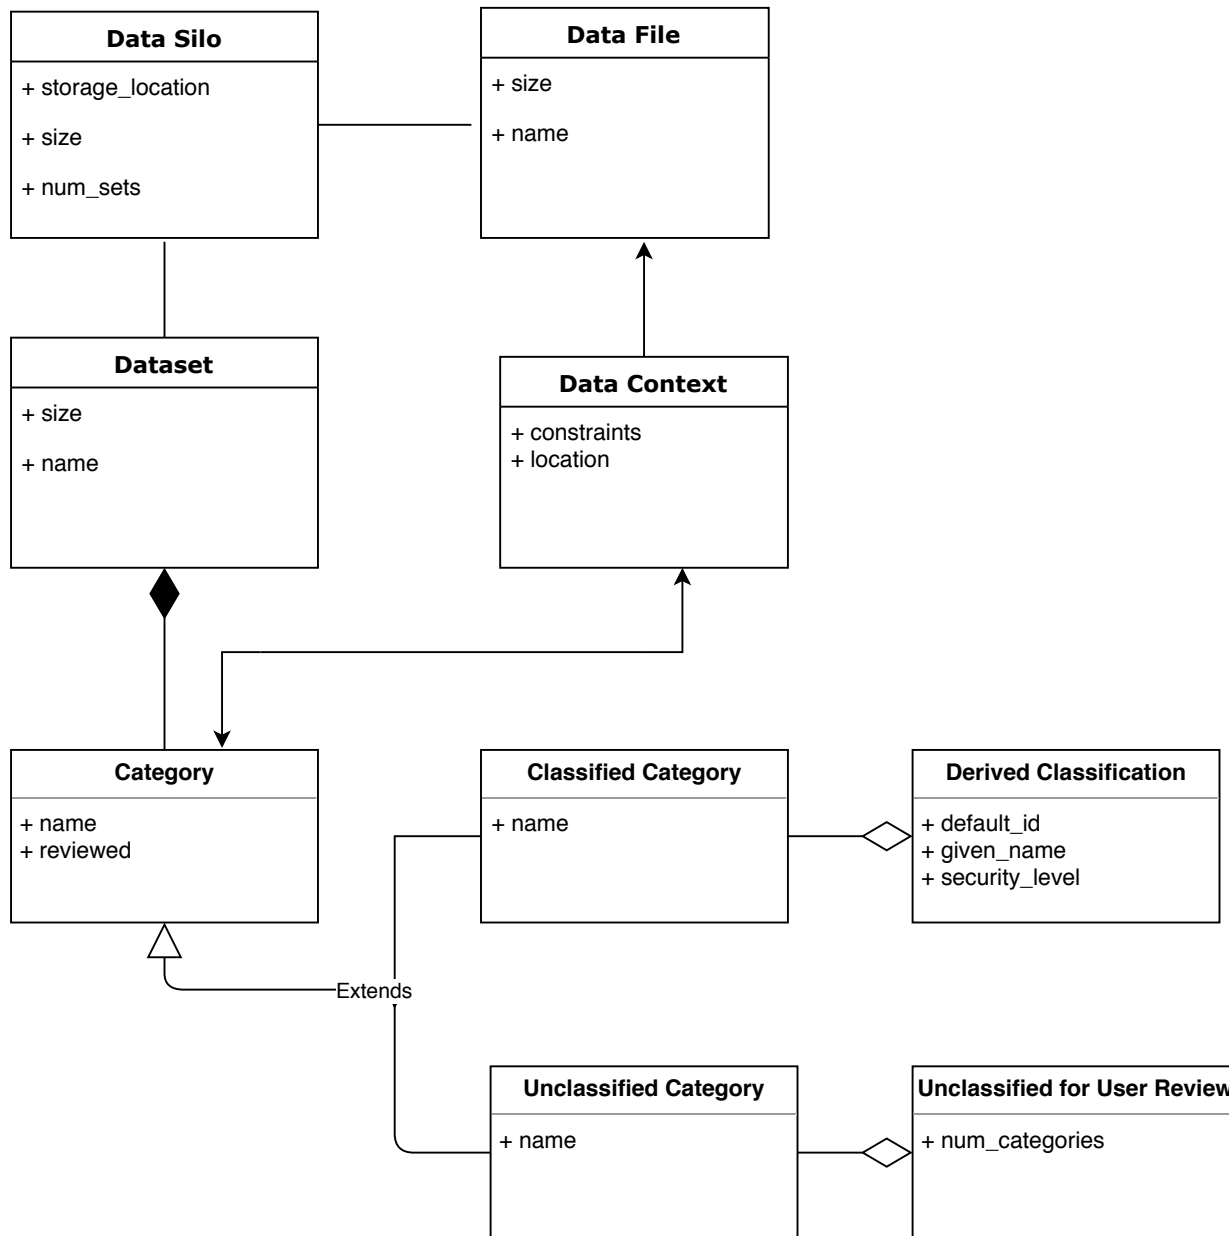 Data Silo
+ storage_location
+ size
+ num_sets
Data File
+ size
+ name
Dataset
+ size
+ name
Data Context
+ constraints
+ location
Category
+ name
+ reviewed
Classified Category
+ name
Derived Classification
+ default_id
+ given_name
+ security_level
Extends
Unclassified Category
+ name
Unclassified for User Review
+ num_categories